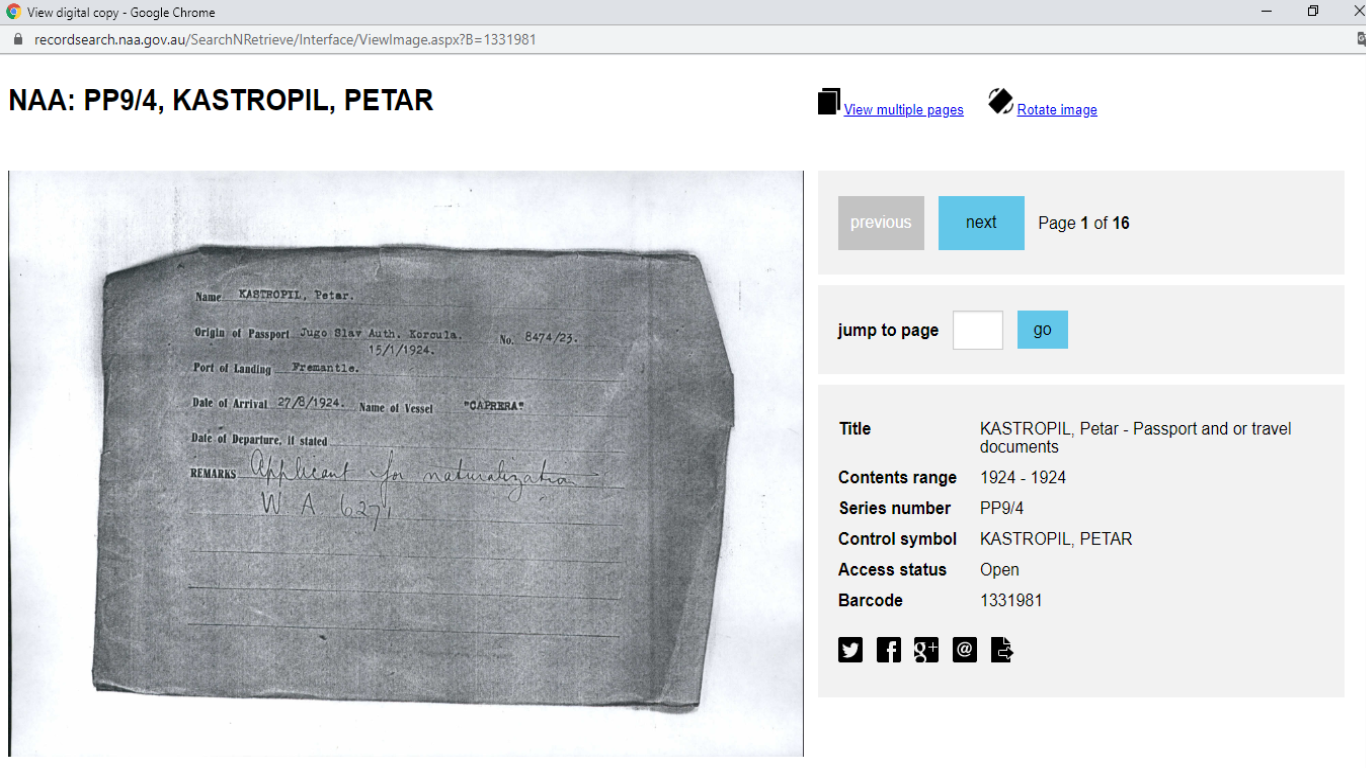 View digital copy - Google Chrome
recordsearch.naa.gov.au/SearchNRetrieve/Interface/ViewImage.aspx?B=1331981
NAA: PP9/4, KASTROPIL, PETAR
View multiple pages
Rotate image
Name KASTROPIL, Petar.
Origin of Passport Jugo Slav Auth. Korcula. No. 8474/23.
15/1/1924.
Port of Landing Fremantle.
Date of Arrival 27/8/1924. Name of Vessel "CAPRERA"
Date of Departure, if stated
REMARKS Applicant for naturalization
W A 6271
previous next Page 1 of 16
jump to page go
Title KASTROPIL, Petar - Passport and or travel
documents
Contents range 1924 - 1924
Series number PP9/4
Control symbol KASTROPIL, PETAR
Access status Open
Barcode 1331981